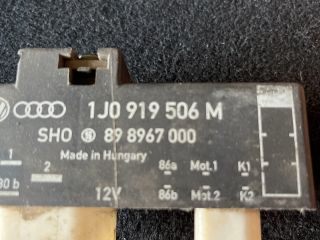 1J0 919 506 M
SHO S 89 8967 000
Made in Hungary
1 2 86a Mot.1 K1
30 b 12V 86b Mot.2 K2